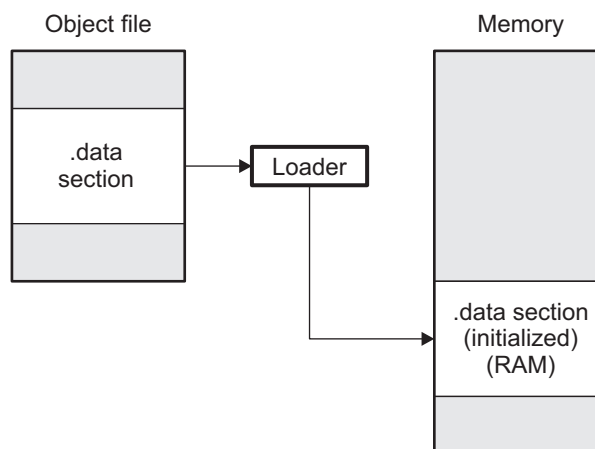 Object file
Memory
.data
section
Loader
.data section
(initialized)
(RAM)